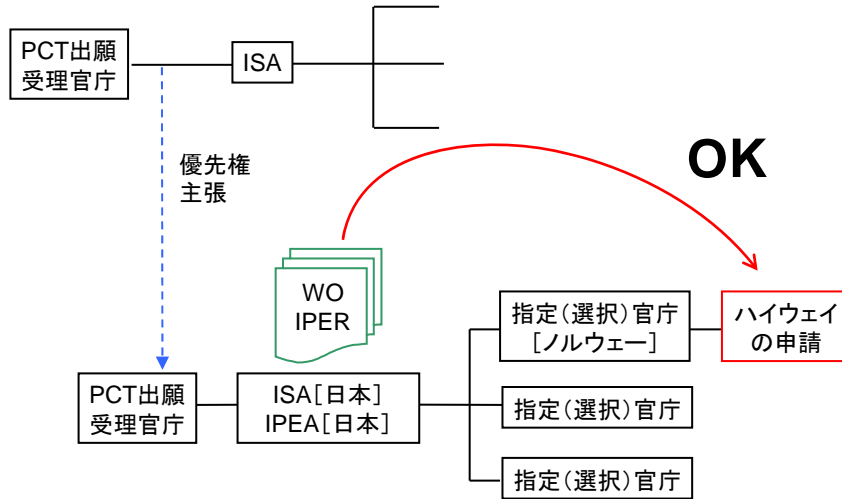 PCT出願
受理官庁
ISA
優先権
主張
OK
WO
IPER
指定(選択)官庁
[ノルウェー]
ハイウェイ
の申請
PCT出願
受理官庁
ISA[日本]
IPEA[日本]
指定(選択)官庁
指定(選択)官庁